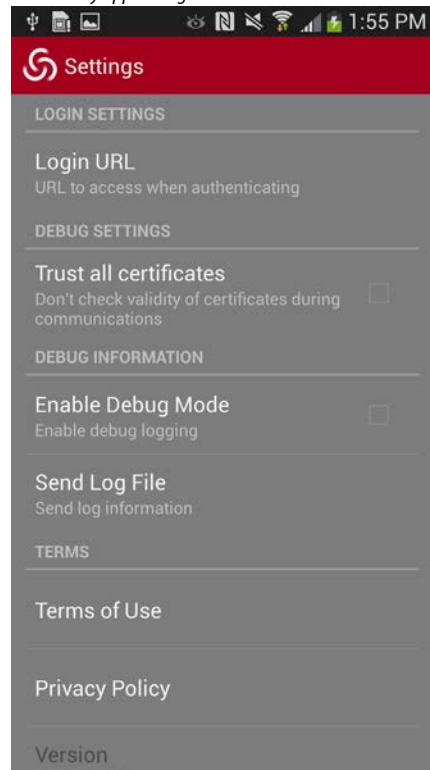 1:55 PM
Settings
LOGIN SETTINGS
Login URL
URL to access when authenticating
DEBUG SETTINGS
Trust all certificates
Don't check validity of certificates during
communications
DEBUG INFORMATION
Enable Debug Mode
Enable debug logging
Send Log File
Send log information
TERMS
Terms of Use
Privacy Policy
Version